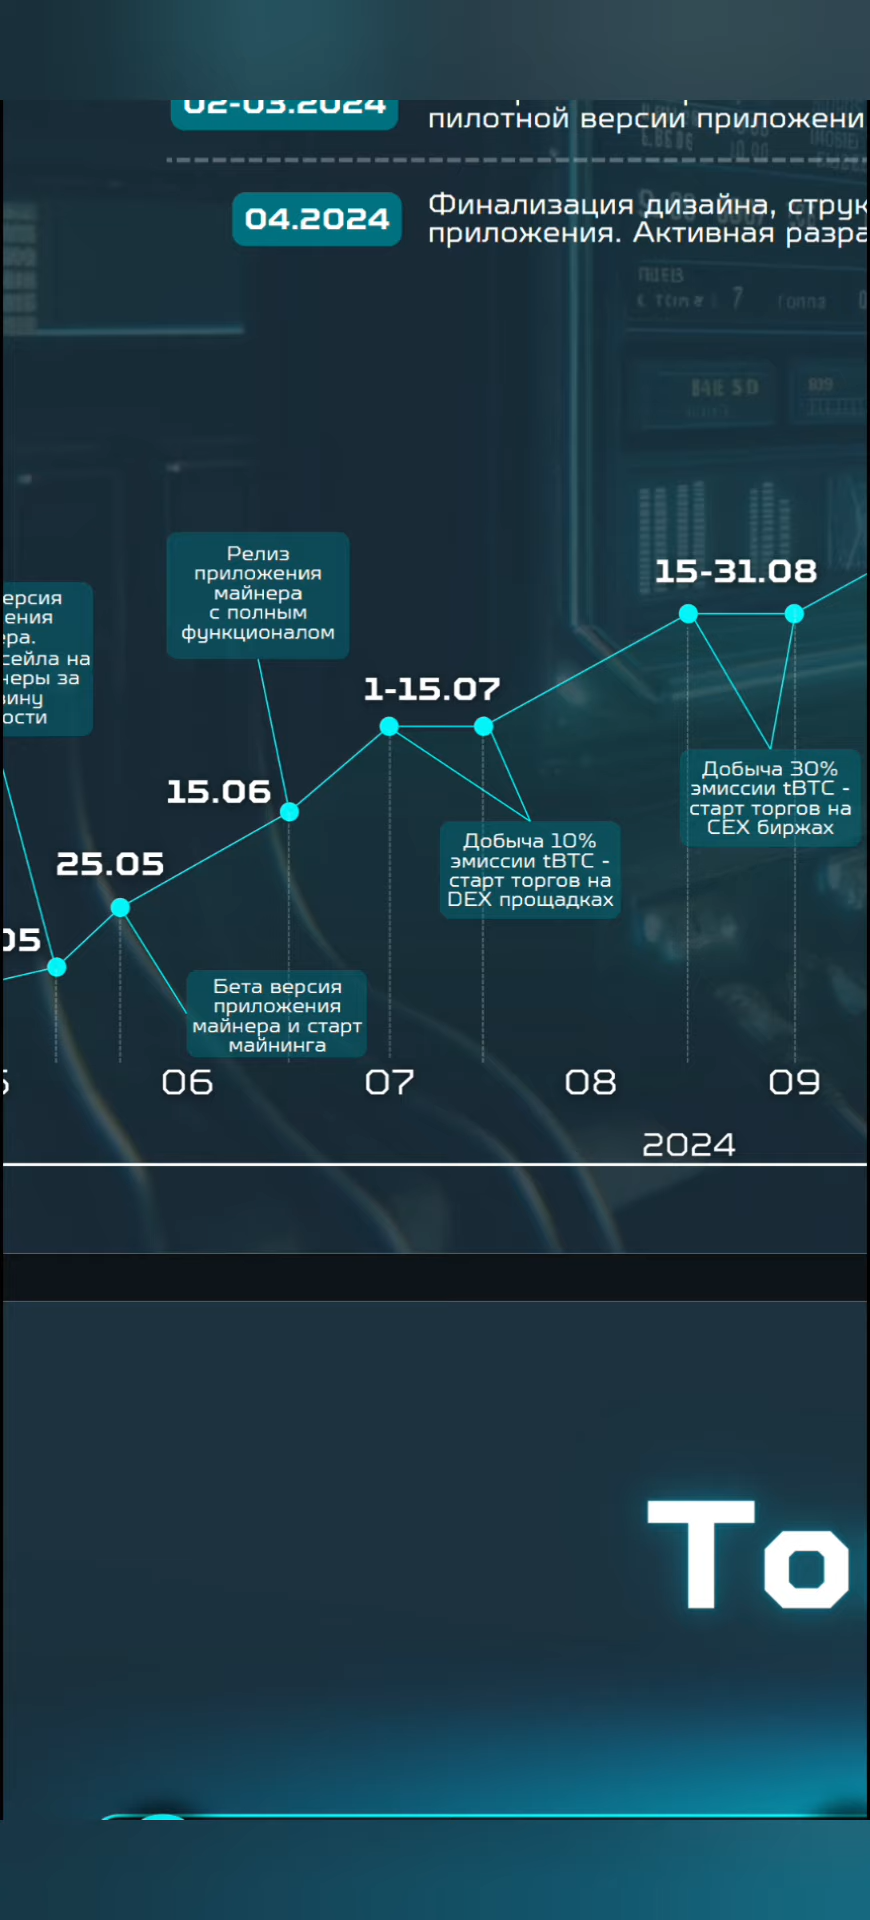 02-03.2024
пилотной версии приложени
04.2024
Финализация дизайна, струк
приложения. Активная разра
Релиз
приложения
майнера
с полным
функционалом
ерсия
ения
ера.
сейла на
неры за
вину
ости
15-31.08
1-15.07
15.06
25.05
05
Добыча 30%
эмиссии tBTC -
старт торгов на
CEX биржах
Добыча 10%
эмиссии tBTC -
старт торгов на
DEX прощадках
Бета версия
приложения
майнера и старт
майнинга
06 07 08 09
2024
To